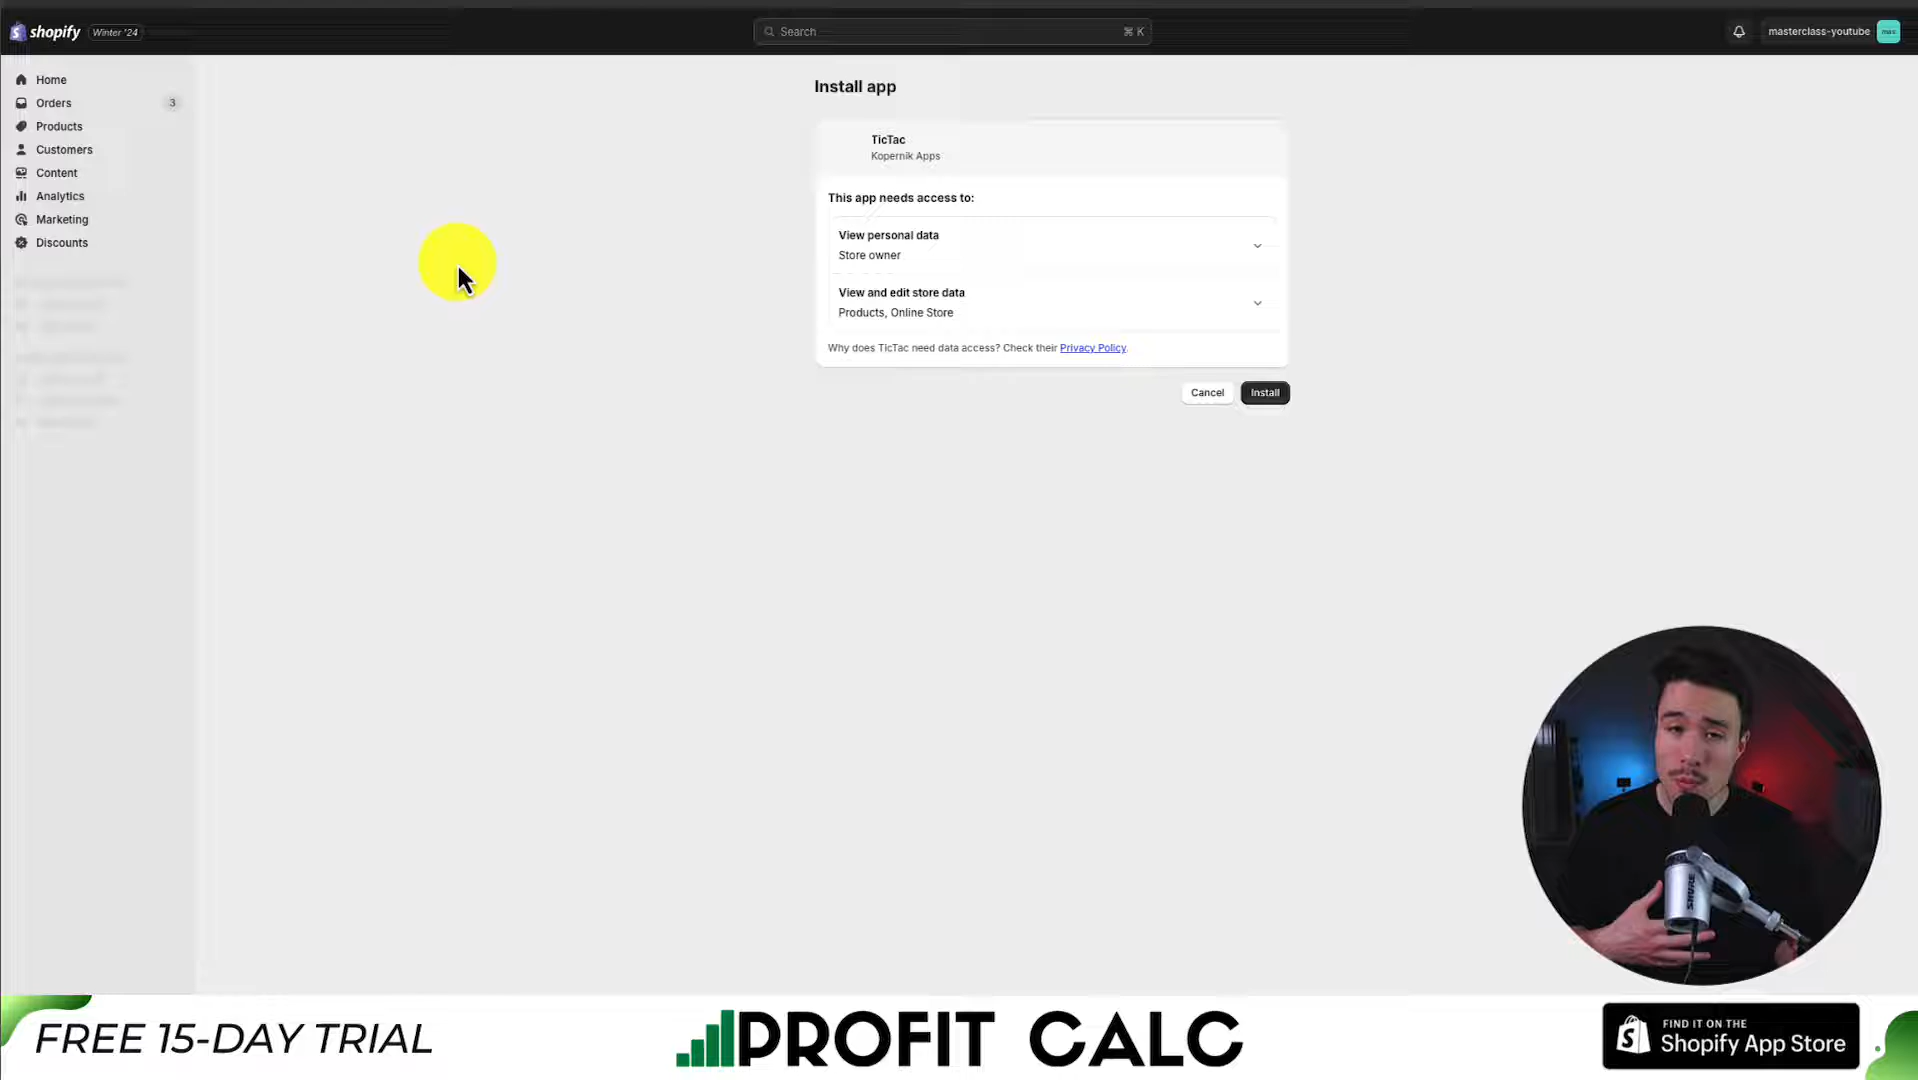 shopify
Winter '24
Search
⌘ K
masterclass-youtube
Home
Orders
3
Products
Customers
Content
Analytics
Marketing
Discounts
Install app
TicTac
Kopernik Apps
This app needs access to:
View personal data
Store owner
View and edit store data
Products, Online Store
Why does TicTac need data access? Check their Privacy Policy.
Cancel
Install
SHURE
FREE 15-DAY TRIAL
PROFIT CALC
FIND IT ON THE
Shopify App Store